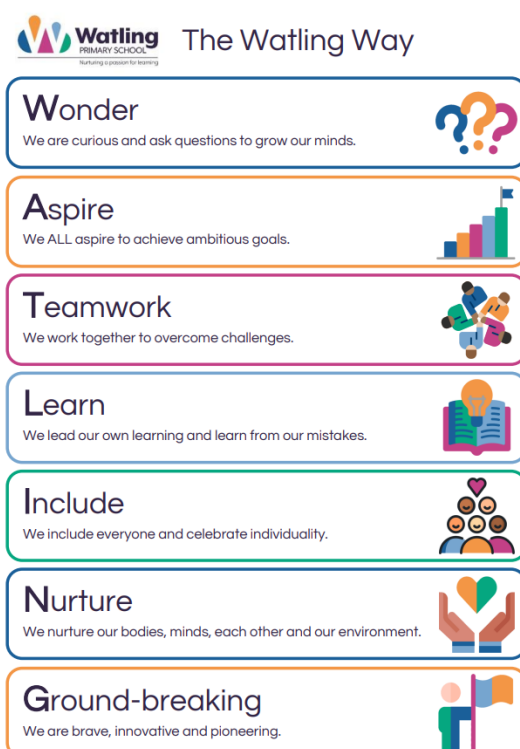 Watling
PRIMARY SCHOOL
Nurturing a passion for learning
The Watling Way
Wonder
We are curious and ask questions to grow our minds.
Aspire
We ALL aspire to achieve ambitious goals.
Teamwork
We work together to overcome challenges.
Learn
We lead our own learning and learn from our mistakes.
Include
We include everyone and celebrate individuality.
Nurture
We nurture our bodies, minds, each other and our environment.
Ground-breaking
We are brave, innovative and pioneering.